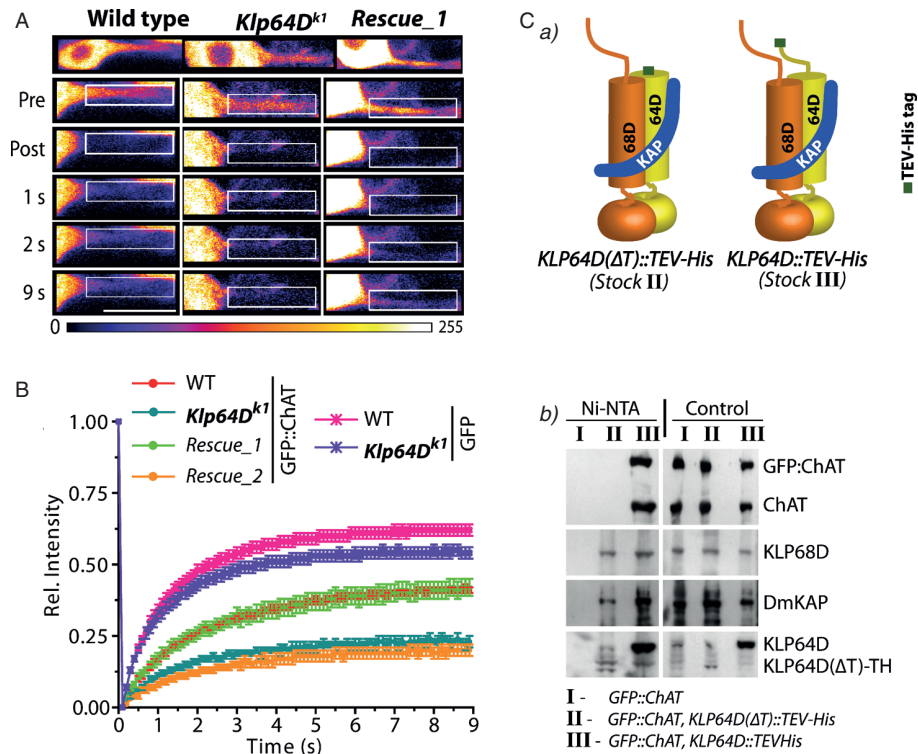 A
Wild type Klp64D^k1 Rescue_1
Pre
Post
1 s
2 s
9 s
0 255
B
WT
Klp64D^k1
Rescue_1
Rescue_2
GFP::ChAT
WT
Klp64D^k1
GFP
1.00
0.75
0.50
0.25
0.00
Rel. Intensity
0 1 2 3 4 5 6 7 8 9
Time (s)
C a)
68D
64D
KAP
68D
64D
KAP
TEV-His tag
KLP64D(ΔT)::TEV-His
(Stock II)
KLP64D::TEV-His
(Stock III)
b)
Ni-NTA Control
I II III I II III
GFP:ChAT
ChAT
KLP68D
DmKAP
KLP64D
KLP64D(ΔT)-TH
I - GFP::ChAT
II - GFP::ChAT, KLP64D(ΔT)::TEV-His
III - GFP::ChAT, KLP64D::TEVHis